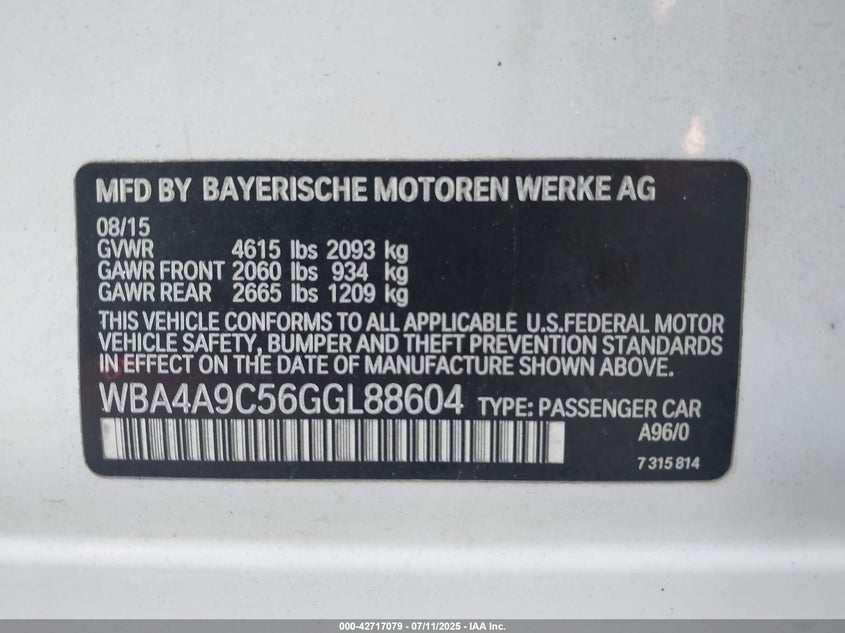 MFD BY BAYERISCHE MOTOREN WERKE AG
08/15
GVWR 4615 lbs 2093 kg
GAWR FRONT 2060 lbs 934 kg
GAWR REAR 2665 lbs 1209 kg
THIS VEHICLE CONFORMS TO ALL APPLICABLE U.S.FEDERAL MOTOR
VEHICLE SAFETY, BUMPER AND THEFT PREVENTION STANDARDS
IN EFFECT ON THE DATE OF MANUFACTURE SHOWN ABOVE.
WBA4A9C56GGL88604 TYPE: PASSENGER CAR
A96/0
7 315 814
000-42717079 - 07/11/2025 - IAA Inc.